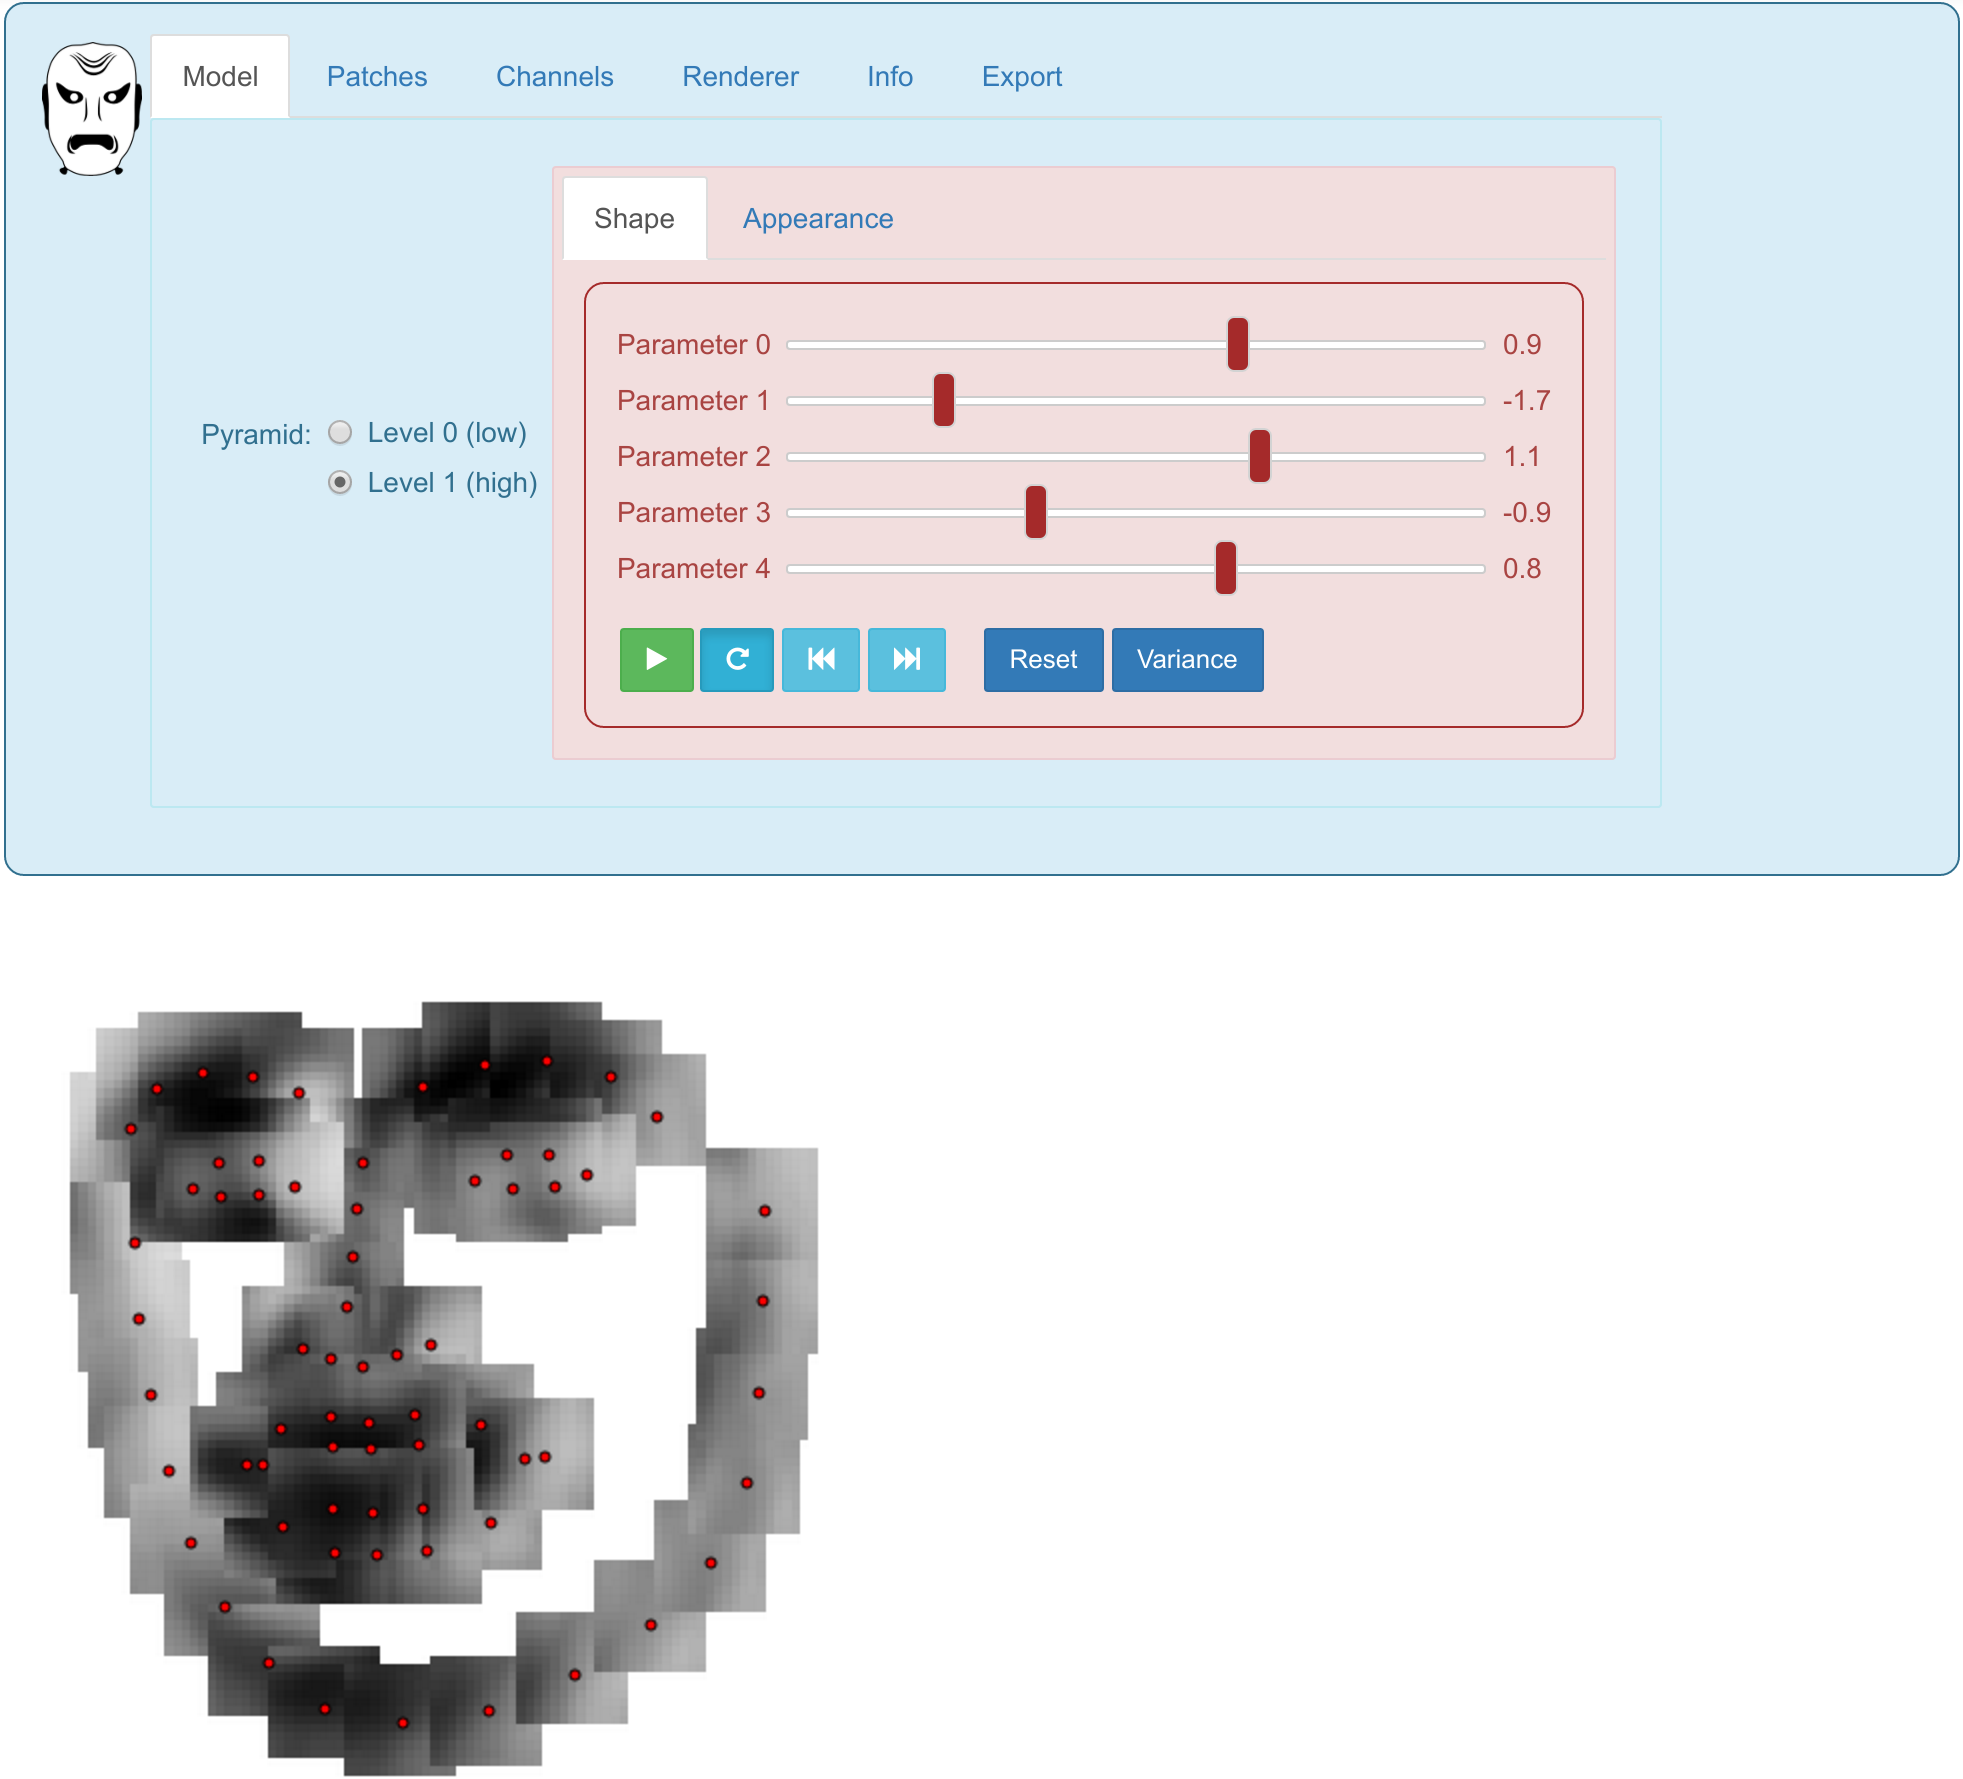 Model Patches Channels Renderer Info Export
Shape Appearance
Pyramid:
Level 0 (low)
Level 1 (high)
Parameter 0 0.9
Parameter 1 -1.7
Parameter 2 1.1
Parameter 3 -0.9
Parameter 4 0.8
Reset Variance